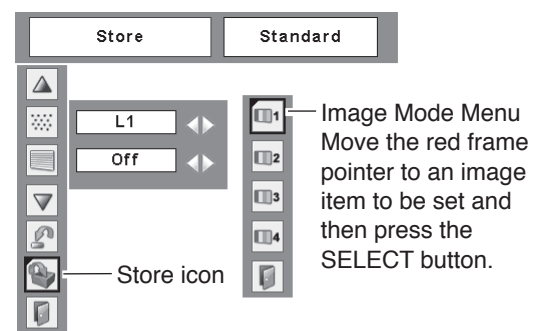 Store Standard
L1
Off
1
2
3
4
Image Mode Menu
Move the red frame
pointer to an image
item to be set and
then press the
SELECT button.
Store icon